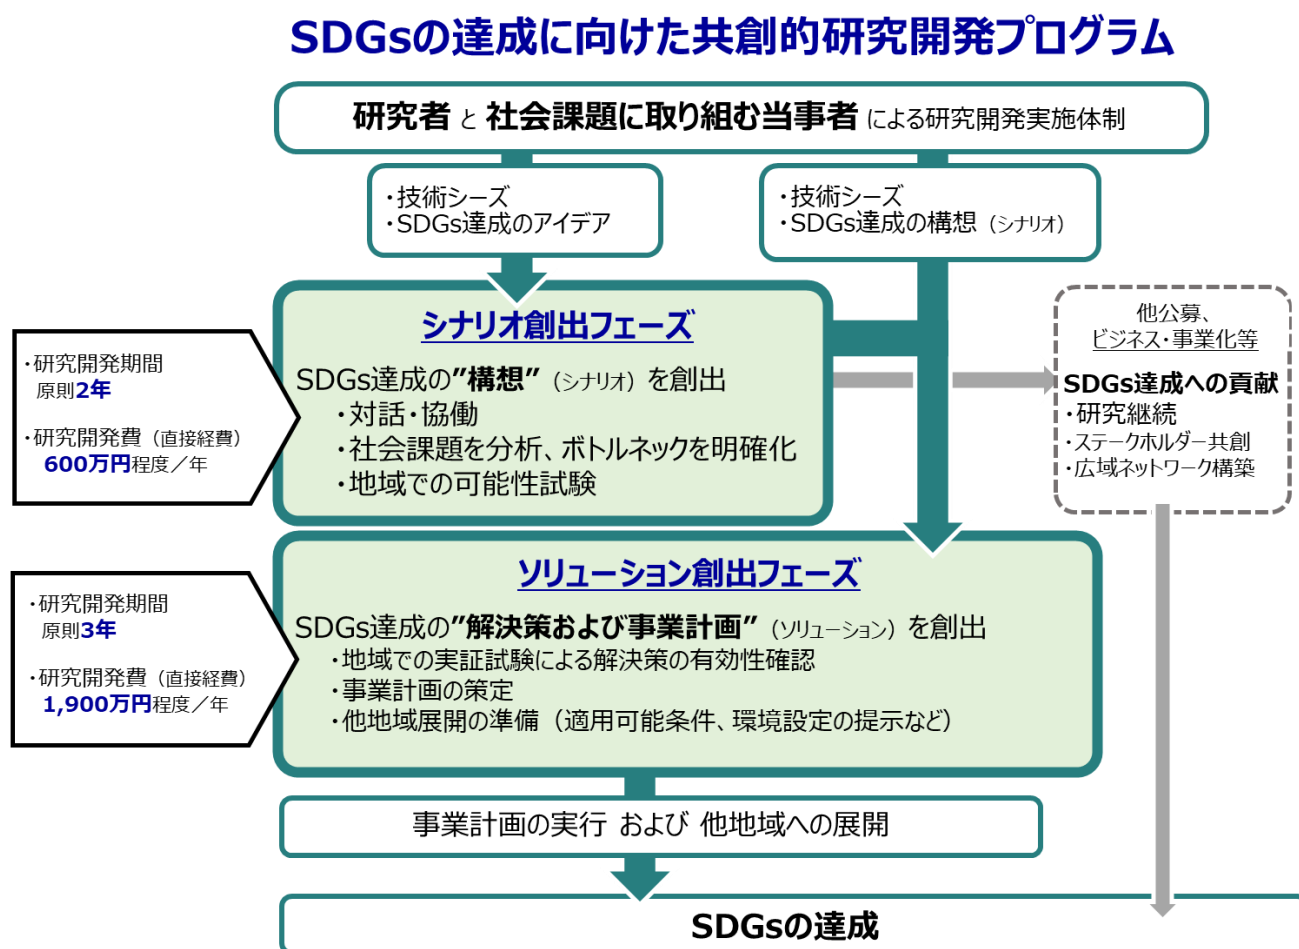 SDGsの達成に向けた共創的研究開発プログラム
研究者 と 社会課題に取り組む当事者 による研究開発実施体制
・技術シーズ
・SDGs達成のアイデア
・技術シーズ
・SDGs達成の構想（シナリオ）
シナリオ創出フェーズ
SDGs達成の”構想”（シナリオ）を創出
・対話・協働
・社会課題を分析、ボトルネックを明確化
・地域での可能性試験
・研究開発期間
原則2年
・研究開発費（直接経費）
600万円程度／年
他公募、
ビジネス・事業化等
SDGs達成への貢献
・研究継続
・ステークホルダー共創
・広域ネットワーク構築
ソリューション創出フェーズ
SDGs達成の”解決策および事業計画”（ソリューション）を創出
・地域での実証試験による解決策の有効性確認
・事業計画の策定
・他地域展開の準備（適用可能条件、環境設定の提示など）
・研究開発期間
原則3年
・研究開発費（直接経費）
1,900万円程度／年
事業計画の実行 および 他地域への展開
SDGsの達成